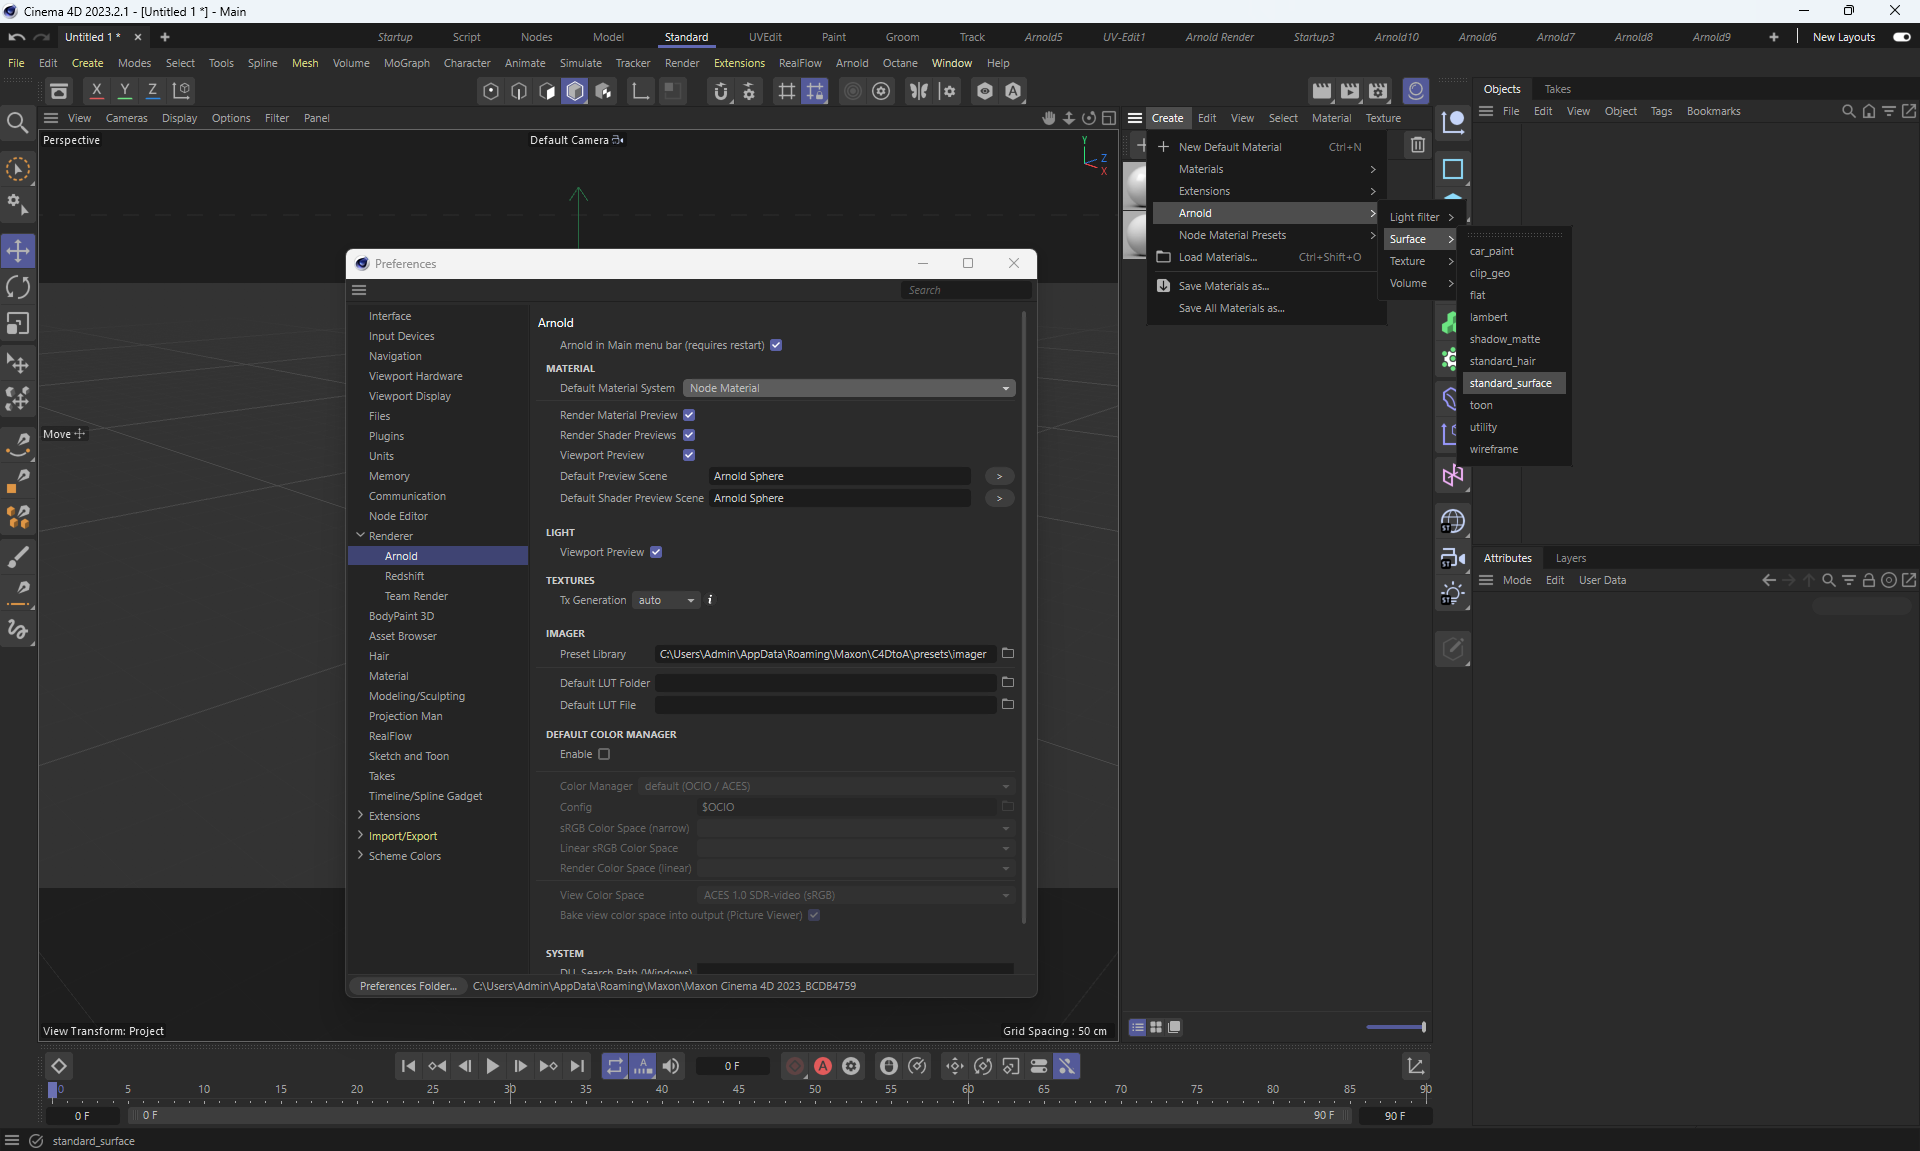 Cinema 4D 2023.2.1 - [Untitled 1 *] - Main
Untitled 1 *
Startup
Script
Nodes
Model
Standard
UVEdit
Paint
Groom
Track
Arnold5
UV-Edit1
Arnold Render
Startup3
Arnold10
Arnold6
Arnold7
Arnold8
Arnold9
New Layouts
File
Edit
Create
Modes
Select
Tools
Spline
Mesh
Volume
MoGraph
Character
Animate
Simulate
Tracker
Render
Extensions
RealFlow
Arnold
Octane
Window
Help
X
Y
Z
View
Cameras
Display
Options
Filter
Panel
Perspective
Default Camera
Y
Z
X
Move
View Transform: Project
Grid Spacing : 50 cm
Preferences
Search
Interface
Input Devices
Navigation
Viewport Hardware
Viewport Display
Files
Plugins
Units
Memory
Communication
Node Editor
Renderer
Arnold
Redshift
Team Render
BodyPaint 3D
Asset Browser
Hair
Material
Modeling/Sculpting
Projection Man
RealFlow
Sketch and Toon
Takes
Timeline/Spline Gadget
Extensions
Import/Export
Scheme Colors
Arnold
Arnold in Main menu bar (requires restart)
MATERIAL
Default Material System Node Material
Render Material Preview
Render Shader Previews
Viewport Preview
Default Preview Scene Arnold Sphere >
Default Shader Preview Scene Arnold Sphere >
LIGHT
Viewport Preview
TEXTURES
Tx Generation auto i
IMAGER
Preset Library C:\Users\Admin\AppData\Roaming\Maxon\C4DtoA\presets\imager
Default LUT Folder
Default LUT File
DEFAULT COLOR MANAGER
Enable
Color Manager default (OCIO / ACES)
Config $OCIO
sRGB Color Space (narrow)
Linear sRGB Color Space
Render Color Space (linear)
View Color Space ACES 1.0 SDR-video (sRGB)
Bake view color space into output (Picture Viewer)
SYSTEM
DLL Search Path (Windows)
Preferences Folder... C:\Users\Admin\AppData\Roaming\Maxon\Maxon Cinema 4D 2023_BCDB4759
Create
Edit
View
Select
Material
Texture
New Default Material Ctrl+N
Materials
Extensions
Arnold
Node Material Presets
Load Materials... Ctrl+Shift+O
Save Materials as...
Save All Materials as...
Light filter
Surface
Texture
Volume
car_paint
clip_geo
flat
lambert
shadow_matte
standard_hair
standard_surface
toon
utility
wireframe
ST
ST
ST
Objects
Takes
File
Edit
View
Object
Tags
Bookmarks
Attributes
Layers
Mode
Edit
User Data
A
0 F
A
0 5 10 15 20 25 30 35 40 45 50 55 60 65 70 75 80 85 90
0 F
0 F
90 F
90 F
standard_surface